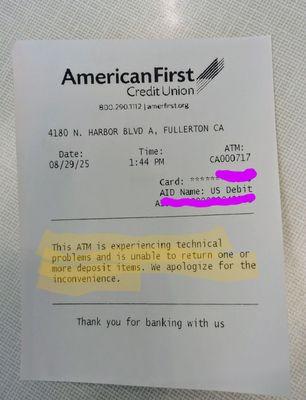 AmericanFirst
Credit Union
800.290.1112 | amerfirst.org
4180 N. HARBOR BLVD A, FULLERTON CA
Date: Time: ATM:
08/29/25 1:44 PM CA000717
Card: ******
AID Name: US Debit
This ATM is experiencing technical
problems and is unable to return one or
more deposit items. We apologize for the
inconvenience.
Thank you for banking with us